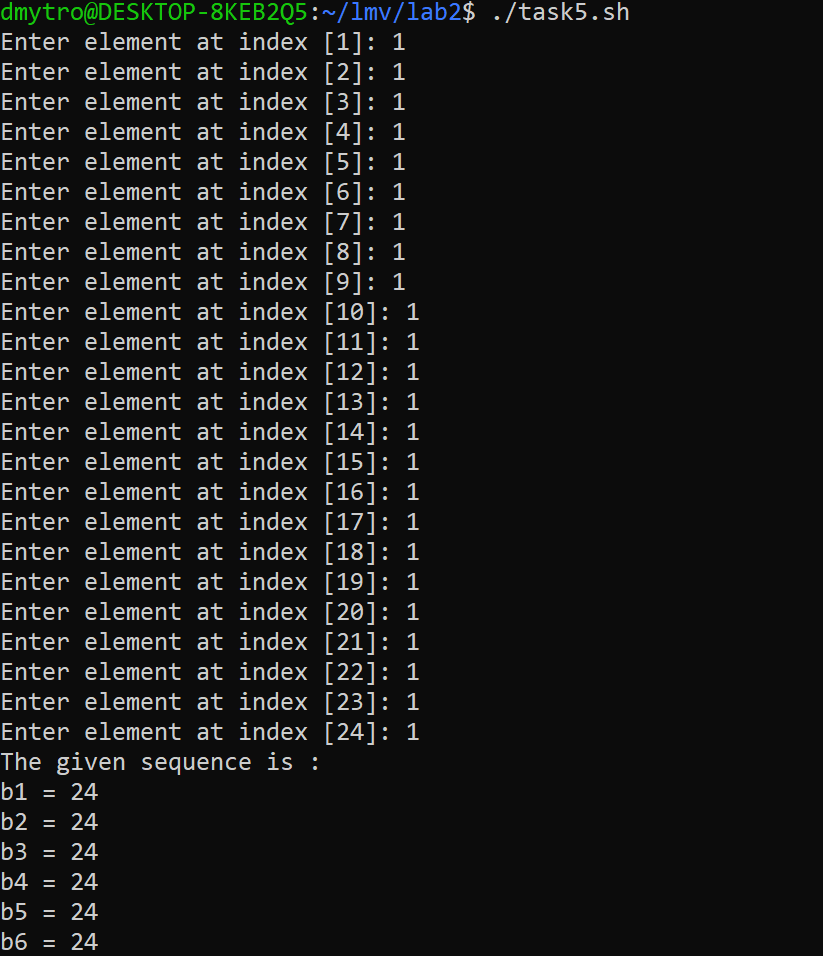 dmytro@DESKTOP-8KEB2Q5:~/lmv/lab2$ ./task5.sh
Enter element at index [1]: 1
Enter element at index [2]: 1
Enter element at index [3]: 1
Enter element at index [4]: 1
Enter element at index [5]: 1
Enter element at index [6]: 1
Enter element at index [7]: 1
Enter element at index [8]: 1
Enter element at index [9]: 1
Enter element at index [10]: 1
Enter element at index [11]: 1
Enter element at index [12]: 1
Enter element at index [13]: 1
Enter element at index [14]: 1
Enter element at index [15]: 1
Enter element at index [16]: 1
Enter element at index [17]: 1
Enter element at index [18]: 1
Enter element at index [19]: 1
Enter element at index [20]: 1
Enter element at index [21]: 1
Enter element at index [22]: 1
Enter element at index [23]: 1
Enter element at index [24]: 1
The given sequence is :
b1 = 24
b2 = 24
b3 = 24
b4 = 24
b5 = 24
b6 = 24